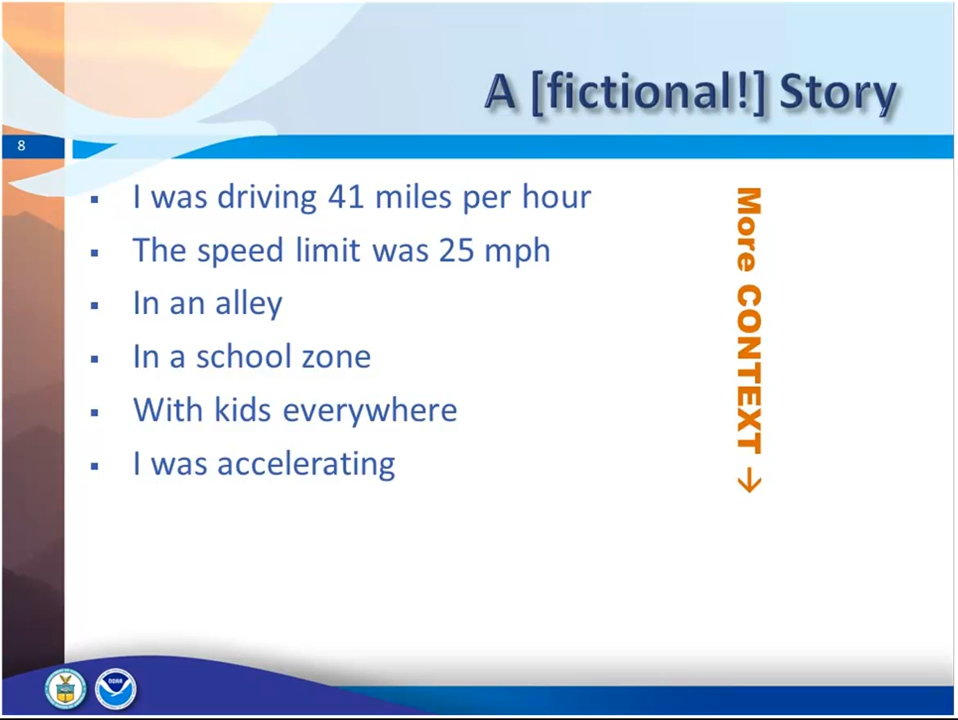 A [fictional!] Story
8
I was driving 41 miles per hour
The speed limit was 25 mph
In an alley
In a school zone
With kids everywhere
I was accelerating
More CONTEXT →
NOAA